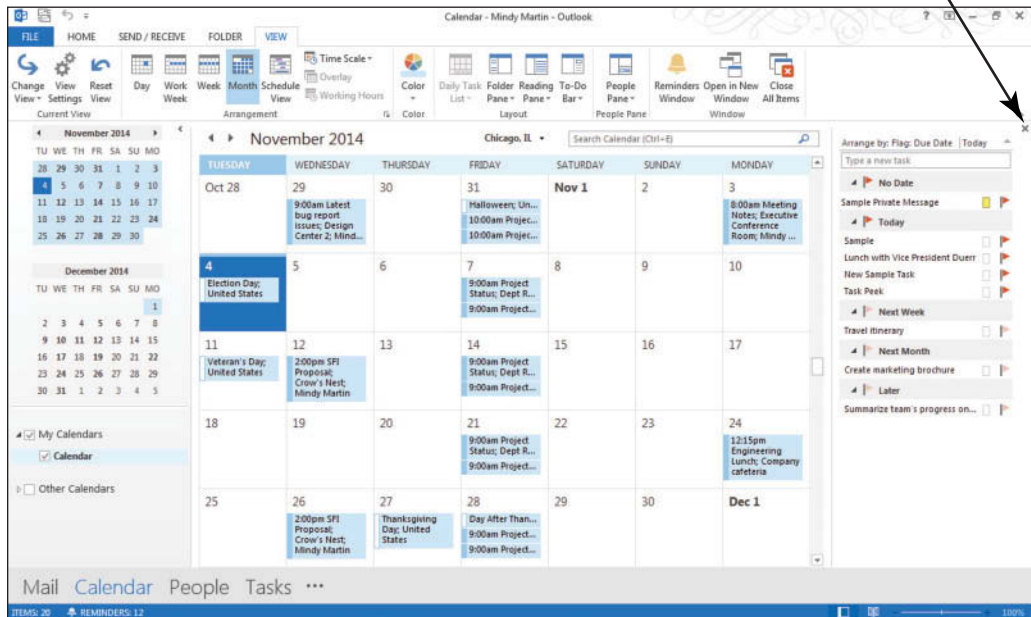 Calendar - Mindy Martin - Outlook
FILE HOME SEND / RECEIVE FOLDER VIEW
Change View Settings Reset View
Current View
Day Work Week Week Month Schedule View
Time Scale
Overlay
Working Hours
Arrangement
Color
Color
Daily Task List Folder Pane Reading Pane To-Do Bar
Layout
People Pane
People Pane
Reminders Window Open in New Window Close All Items
Window
November 2014
TU WE TH FR SA SU MO
28 29 30 31 1 2 3
4 5 6 7 8 9 10
11 12 13 14 15 16 17
18 19 20 21 22 23 24
25 26 27 28 29 30
December 2014
TU WE TH FR SA SU MO
1
2 3 4 5 6 7 8
9 10 11 12 13 14 15
16 17 18 19 20 21 22
23 24 25 26 27 28 29
30 31 1 2 3 4 5
My Calendars
Calendar
Other Calendars
November 2014
Chicago, IL
Search Calendar (Ctrl+E)
TUESDAY WEDNESDAY THURSDAY FRIDAY SATURDAY SUNDAY MONDAY
Oct 28 29 30 31 Nov 1 2 3
9:00am Latest bug report issues; Design Center 2; Mind...
Halloween; Un...
10:00am Projec...
10:00am Projec...
8:00am Meeting Notes; Executive Conference Room; Mindy ...
4 5 6 7 8 9 10
Election Day; United States
9:00am Project Status; Dept R...
9:00am Project...
11 12 13 14 15 16 17
Veteran's Day; United States
2:00pm SFI Proposal; Crow's Nest; Mindy Martin
9:00am Project Status; Dept R...
9:00am Project...
18 19 20 21 22 23 24
9:00am Project Status; Dept R...
9:00am Project...
12:15pm Engineering Lunch; Company cafeteria
25 26 27 28 29 30 Dec 1
2:00pm SFI Proposal; Crow's Nest; Mindy Martin
Thanksgiving Day; United States
Day After Than...
9:00am Project...
9:00am Project...
Arrange by: Flag: Due Date Today
Type a new task
No Date
Sample Private Message
Today
Sample
Lunch with Vice President Duerr
New Sample Task
Task Peek
Next Week
Travel itinerary
Next Month
Create marketing brochure
Later
Summarize team's progress on...
Mail Calendar People Tasks •••
ITEMS: 20 REMINDERS: 12
100%